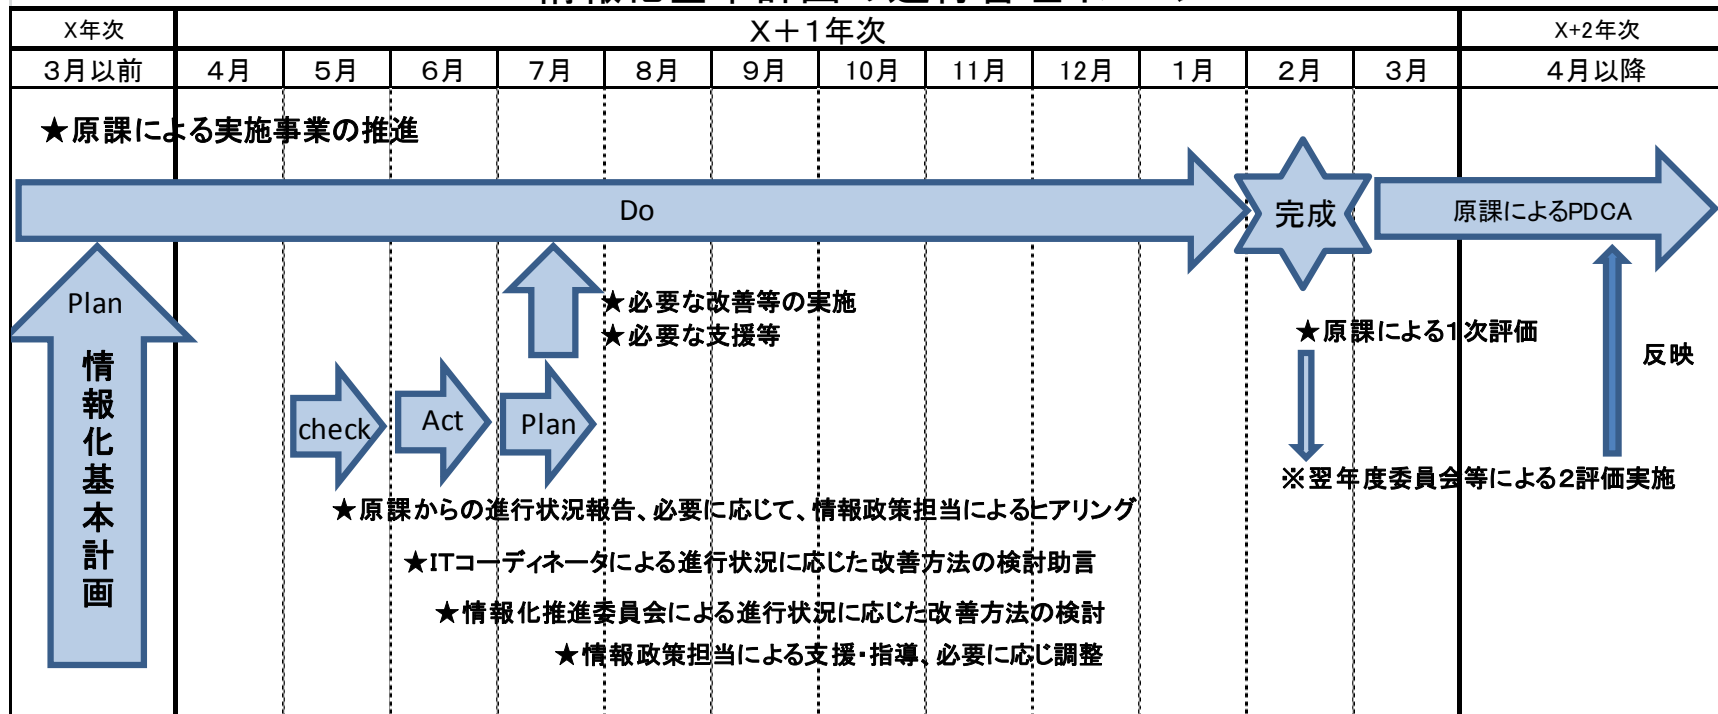 X年次
X＋１年次
X+2年次
３月以前
４月
５月
６月
７月
８月
９月
10月
11月
12月
１月
２月
３月
４月以降
★原課による実施事業の推進
Do
完成
原課によるPDCA
Plan
情報化基本計画
★必要な改善等の実施
★必要な支援等
★原課による１次評価
反映
check
Act
Plan
※翌年度委員会等による２評価実施
★原課からの進行状況報告、必要に応じて、情報政策担当によるヒアリング
★ITコーディネータによる進行状況に応じた改善方法の検討助言
★情報化推進委員会による進行状況に応じた改善方法の検討
★情報政策担当による支援・指導、必要に応じ調整